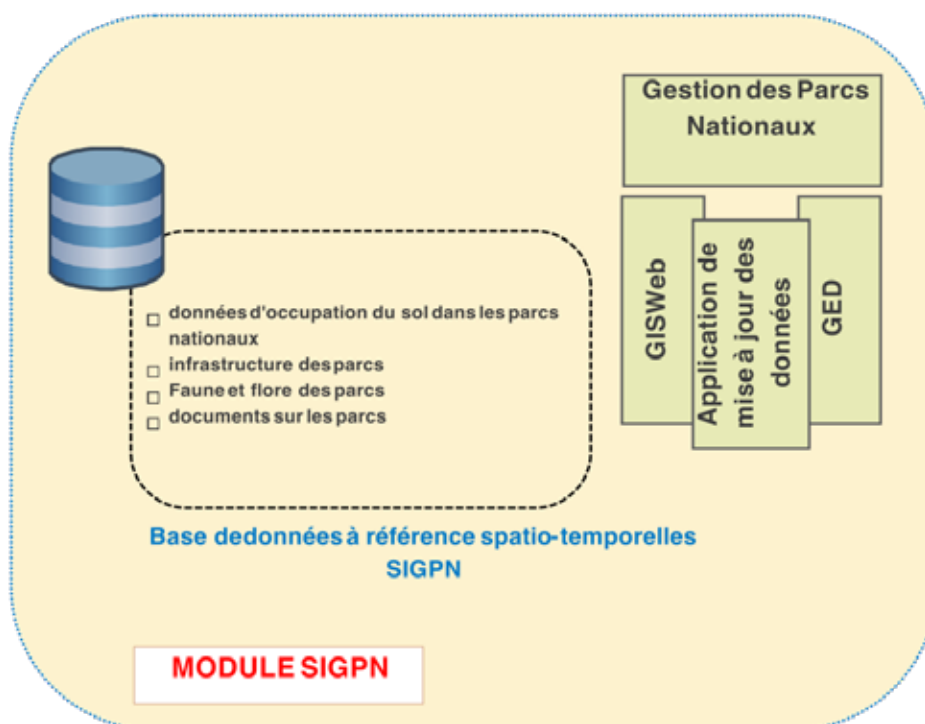 Gestion des Parcs
Nationaux
GISWeb
Application de
mise à jour des
données
GED
données d'occupation du sol dans les parcs
nationaux
infrastructure des parcs
Faune et flore des parcs
documents sur les parcs
Base dedonnées à référence spatio-temporelles
SIGPN
MODULE SIGPN